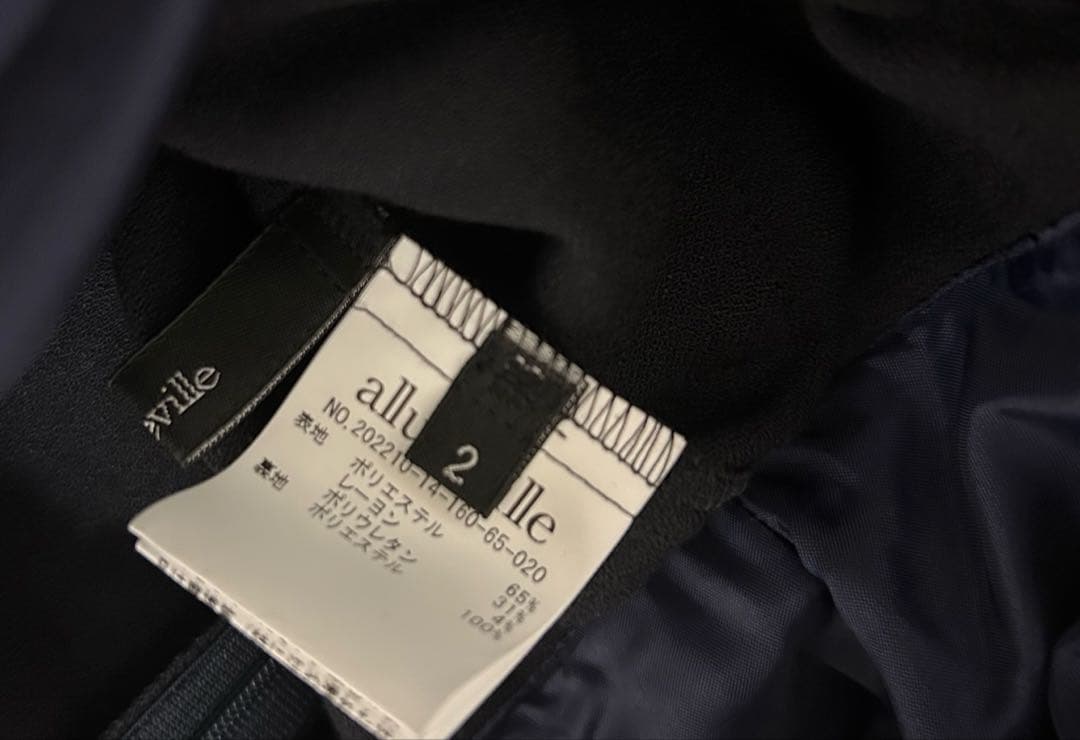 ville
allu lle
2
NO.202210-14-160-65-020
表地 ポリエステル 65%
レーヨン 31%
ポリウレタン 4%
裏地 ポリエステル 100%